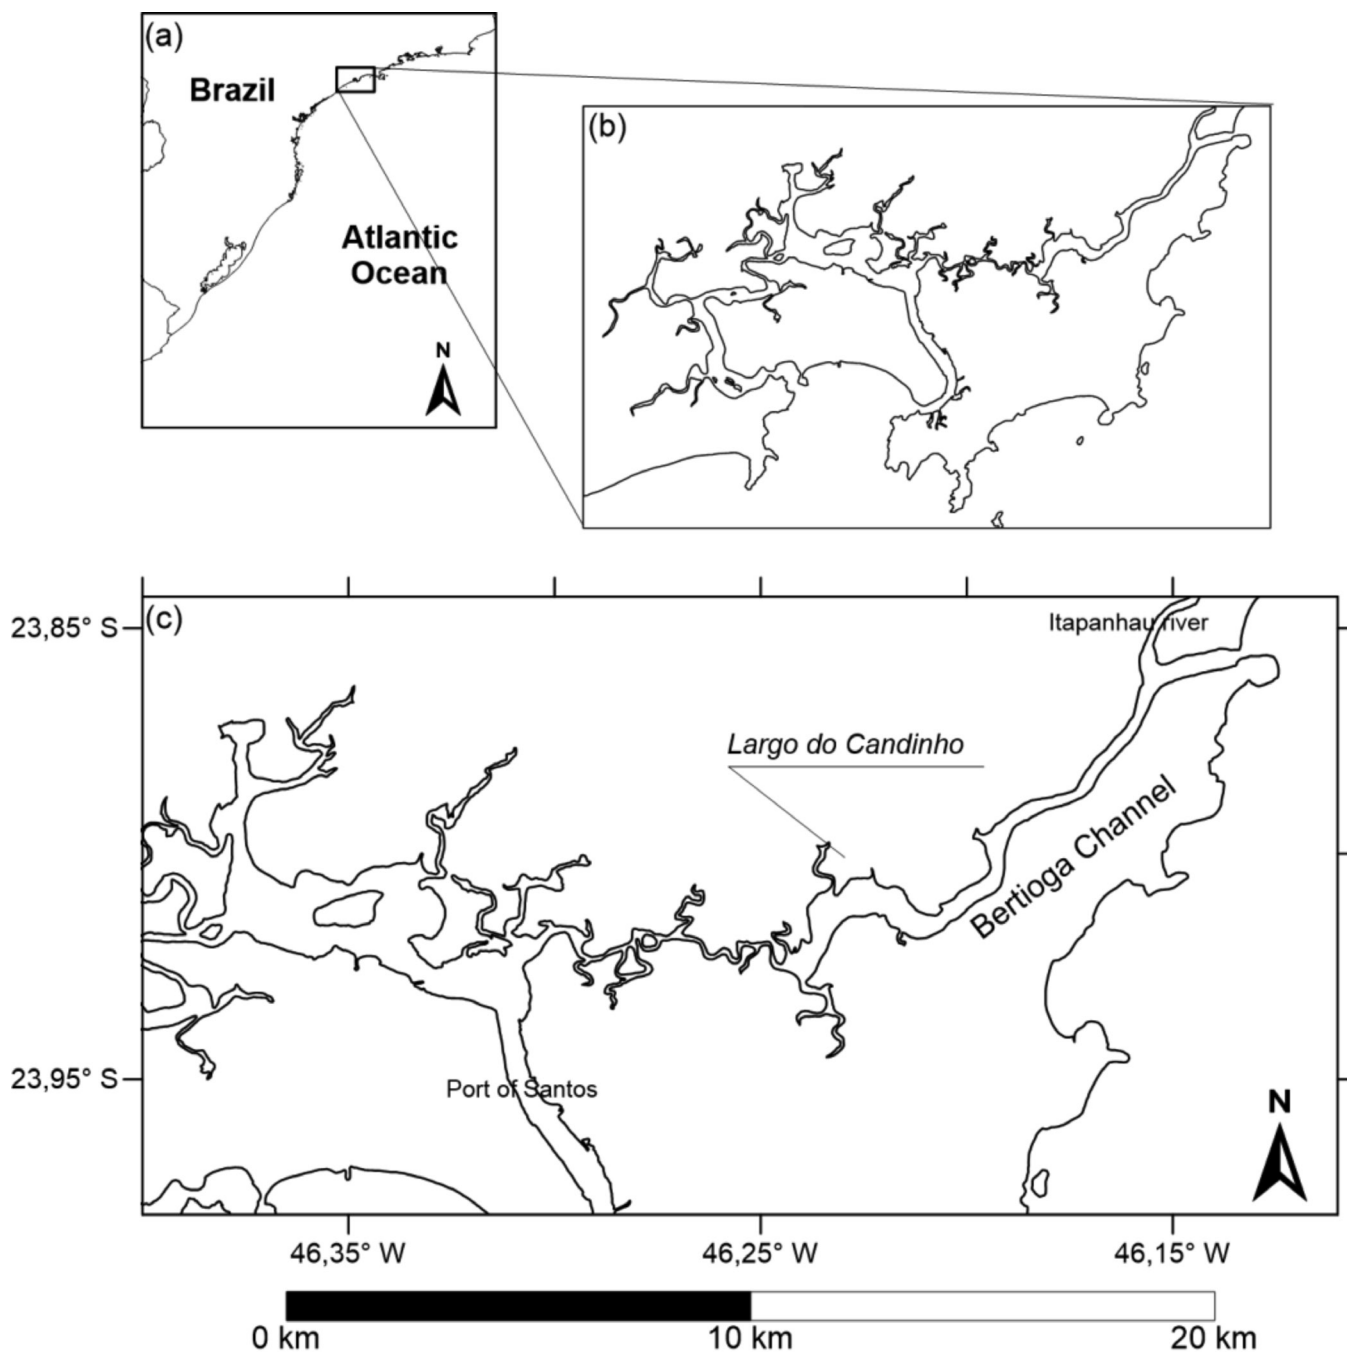 (a)
Brazil
Atlantic
Ocean
N
(b)
(c)
23,85° S
Itapanhau river
Largo do Candinho
Bertioga Channel
23,95° S
Port of Santos
N
46,35° W
46,25° W
46,15° W
0 km
10 km
20 km